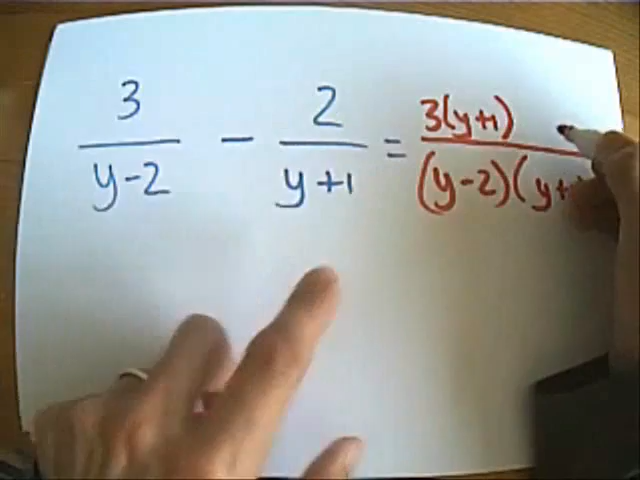 3/(y-2) - 2/(y+1) = 3(y+1)/(y-2)(y+